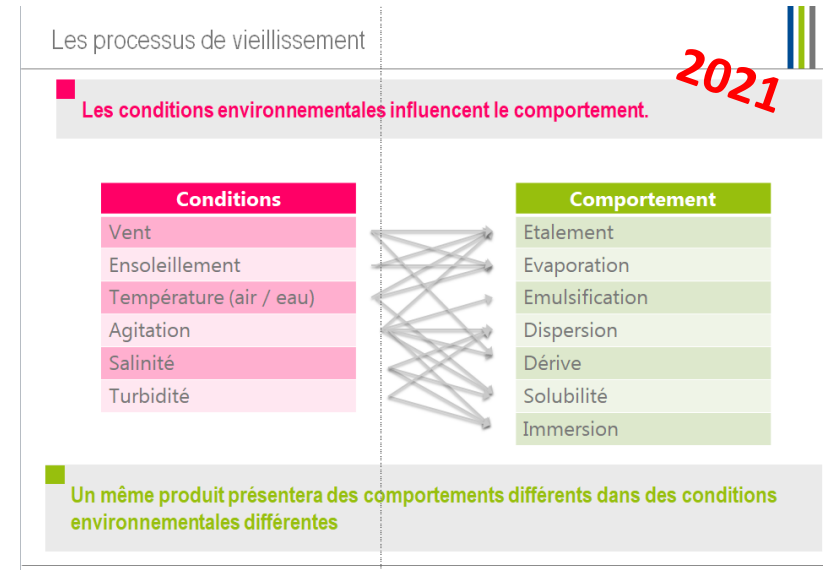 Les processus de vieillissement
2021
Les conditions environnementales influencent le comportement.
Conditions
Vent
Ensoleillement
Température (air / eau)
Agitation
Salinité
Turbidité
Comportement
Etalement
Evaporation
Emulsification
Dispersion
Dérive
Solubilité
Immersion
Un même produit présentera des comportements différents dans des conditions
environnementales différentes